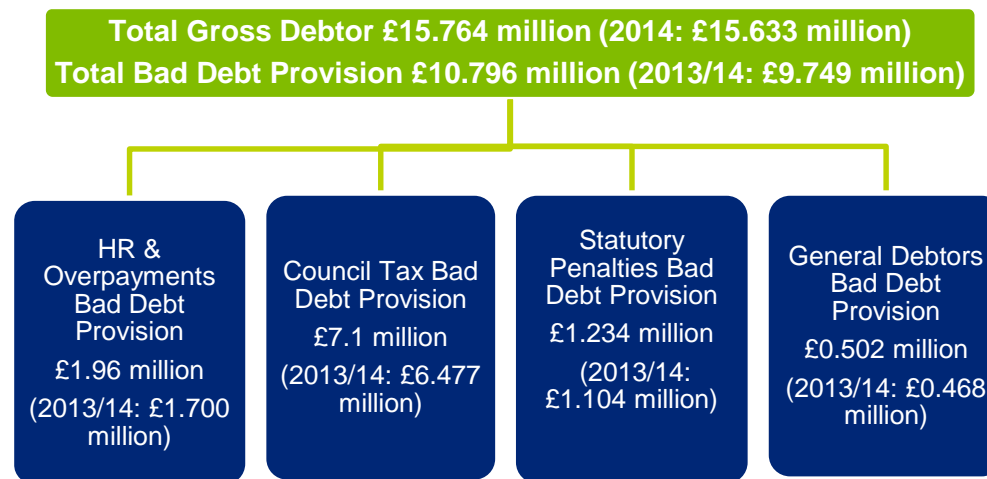 Total Gross Debtor £15.764 million (2014: £15.633 million)
Total Bad Debt Provision £10.796 million (2013/14: £9.749 million)
HR &
Overpayments
Bad Debt
Provision
£1.96 million
(2013/14: £1.700
million)
Council Tax Bad
Debt Provision
£7.1 million
(2013/14: £6.477
million)
Statutory
Penalties Bad
Debt Provision
£1.234 million
(2013/14:
£1.104 million)
General Debtors
Bad Debt
Provision
£0.502 million
(2013/14: £0.468
million)